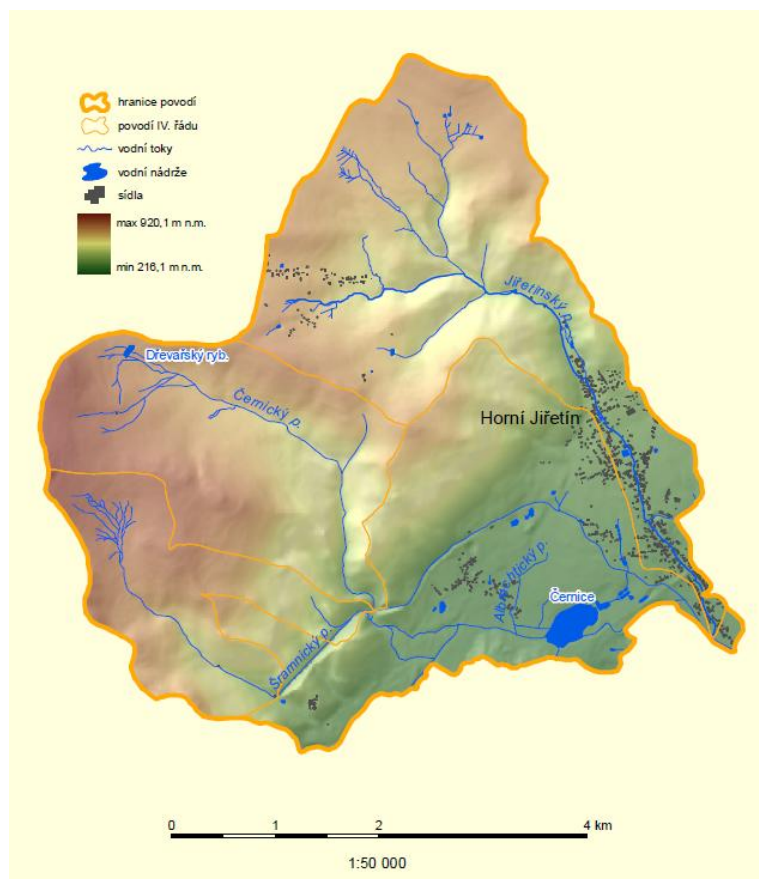 hranice povodí
povodí IV. řádu
vodní toky
vodní nádrže
sídla
max 920,1 m n.m.
min 216,1 m n.m.
Jiřetínský p.
Dřevařský ryb.
Černický p.
Horní Jiřetín
Albrechtický p.
Černice
Šramnický p.
0 1 2 4 km
1:50 000